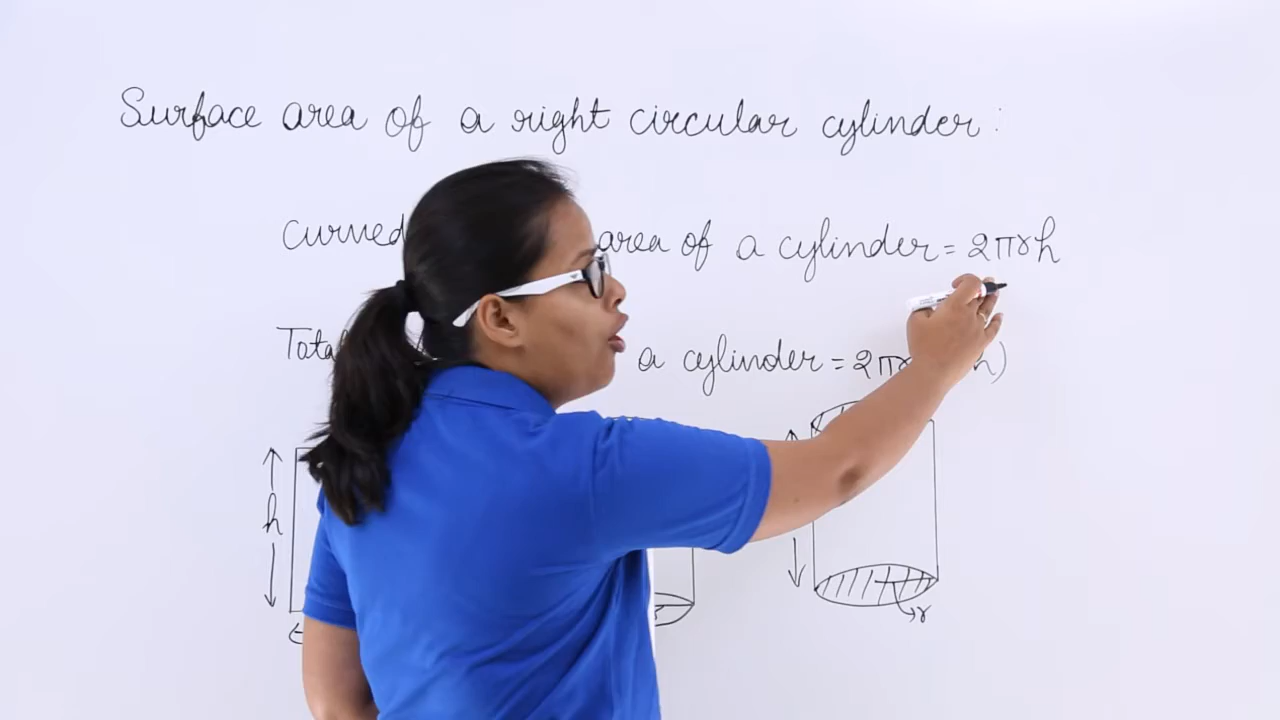 Surface area of a right circular cylinder :
Curved area of a cylinder = 2πrh
Total a cylinder = 2π h)
h
r